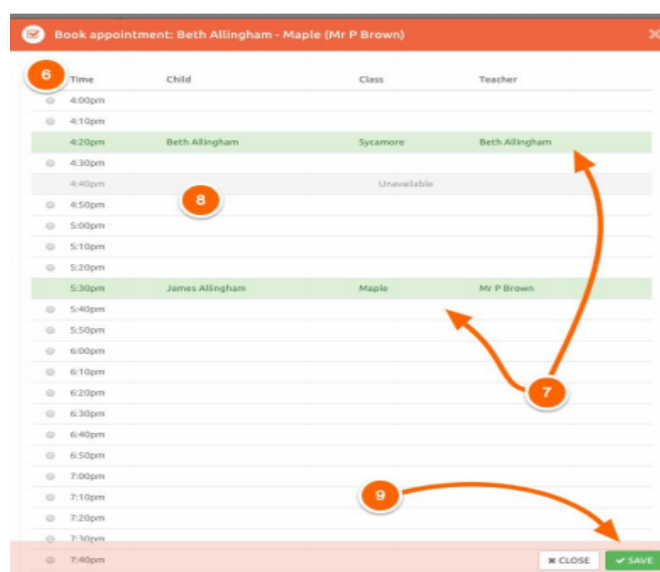 Book appointment: Beth Allingham - Maple (Mr P Brown)
6 Time Child Class Teacher
4:00pm
4:10pm
4:20pm Beth Allingham Sycamore Beth Allingham
4:30pm
4:40pm Unavailable
8
4:50pm
5:00pm
5:10pm
5:20pm
5:30pm James Allingham Maple Mr P Brown
5:40pm
5:50pm
6:00pm
6:10pm
6:20pm 7
6:30pm
6:40pm
6:50pm
7:00pm
7:10pm 9
7:20pm
7:30pm
7:40pm CLOSE SAVE